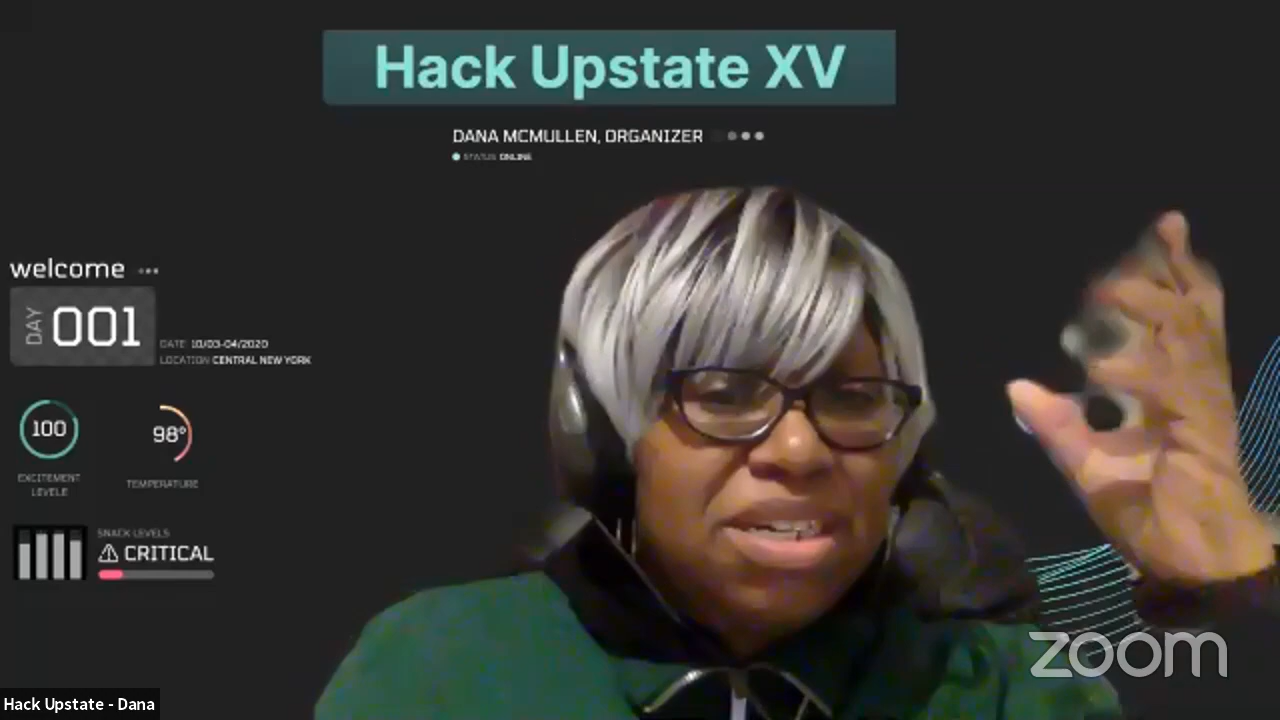 Hack Upstate XV
DANA MCMULLEN, ORGANIZER
STATUS ONLINE
welcome
DAY 001
DATE 10/03-04/2020
LOCATION CENTRAL NEW YORK
100
98°
EXCITEMENT
LEVELE
TEMPERATURE
SNACK LEVELS
CRITICAL
zoom
Hack Upstate - Dana